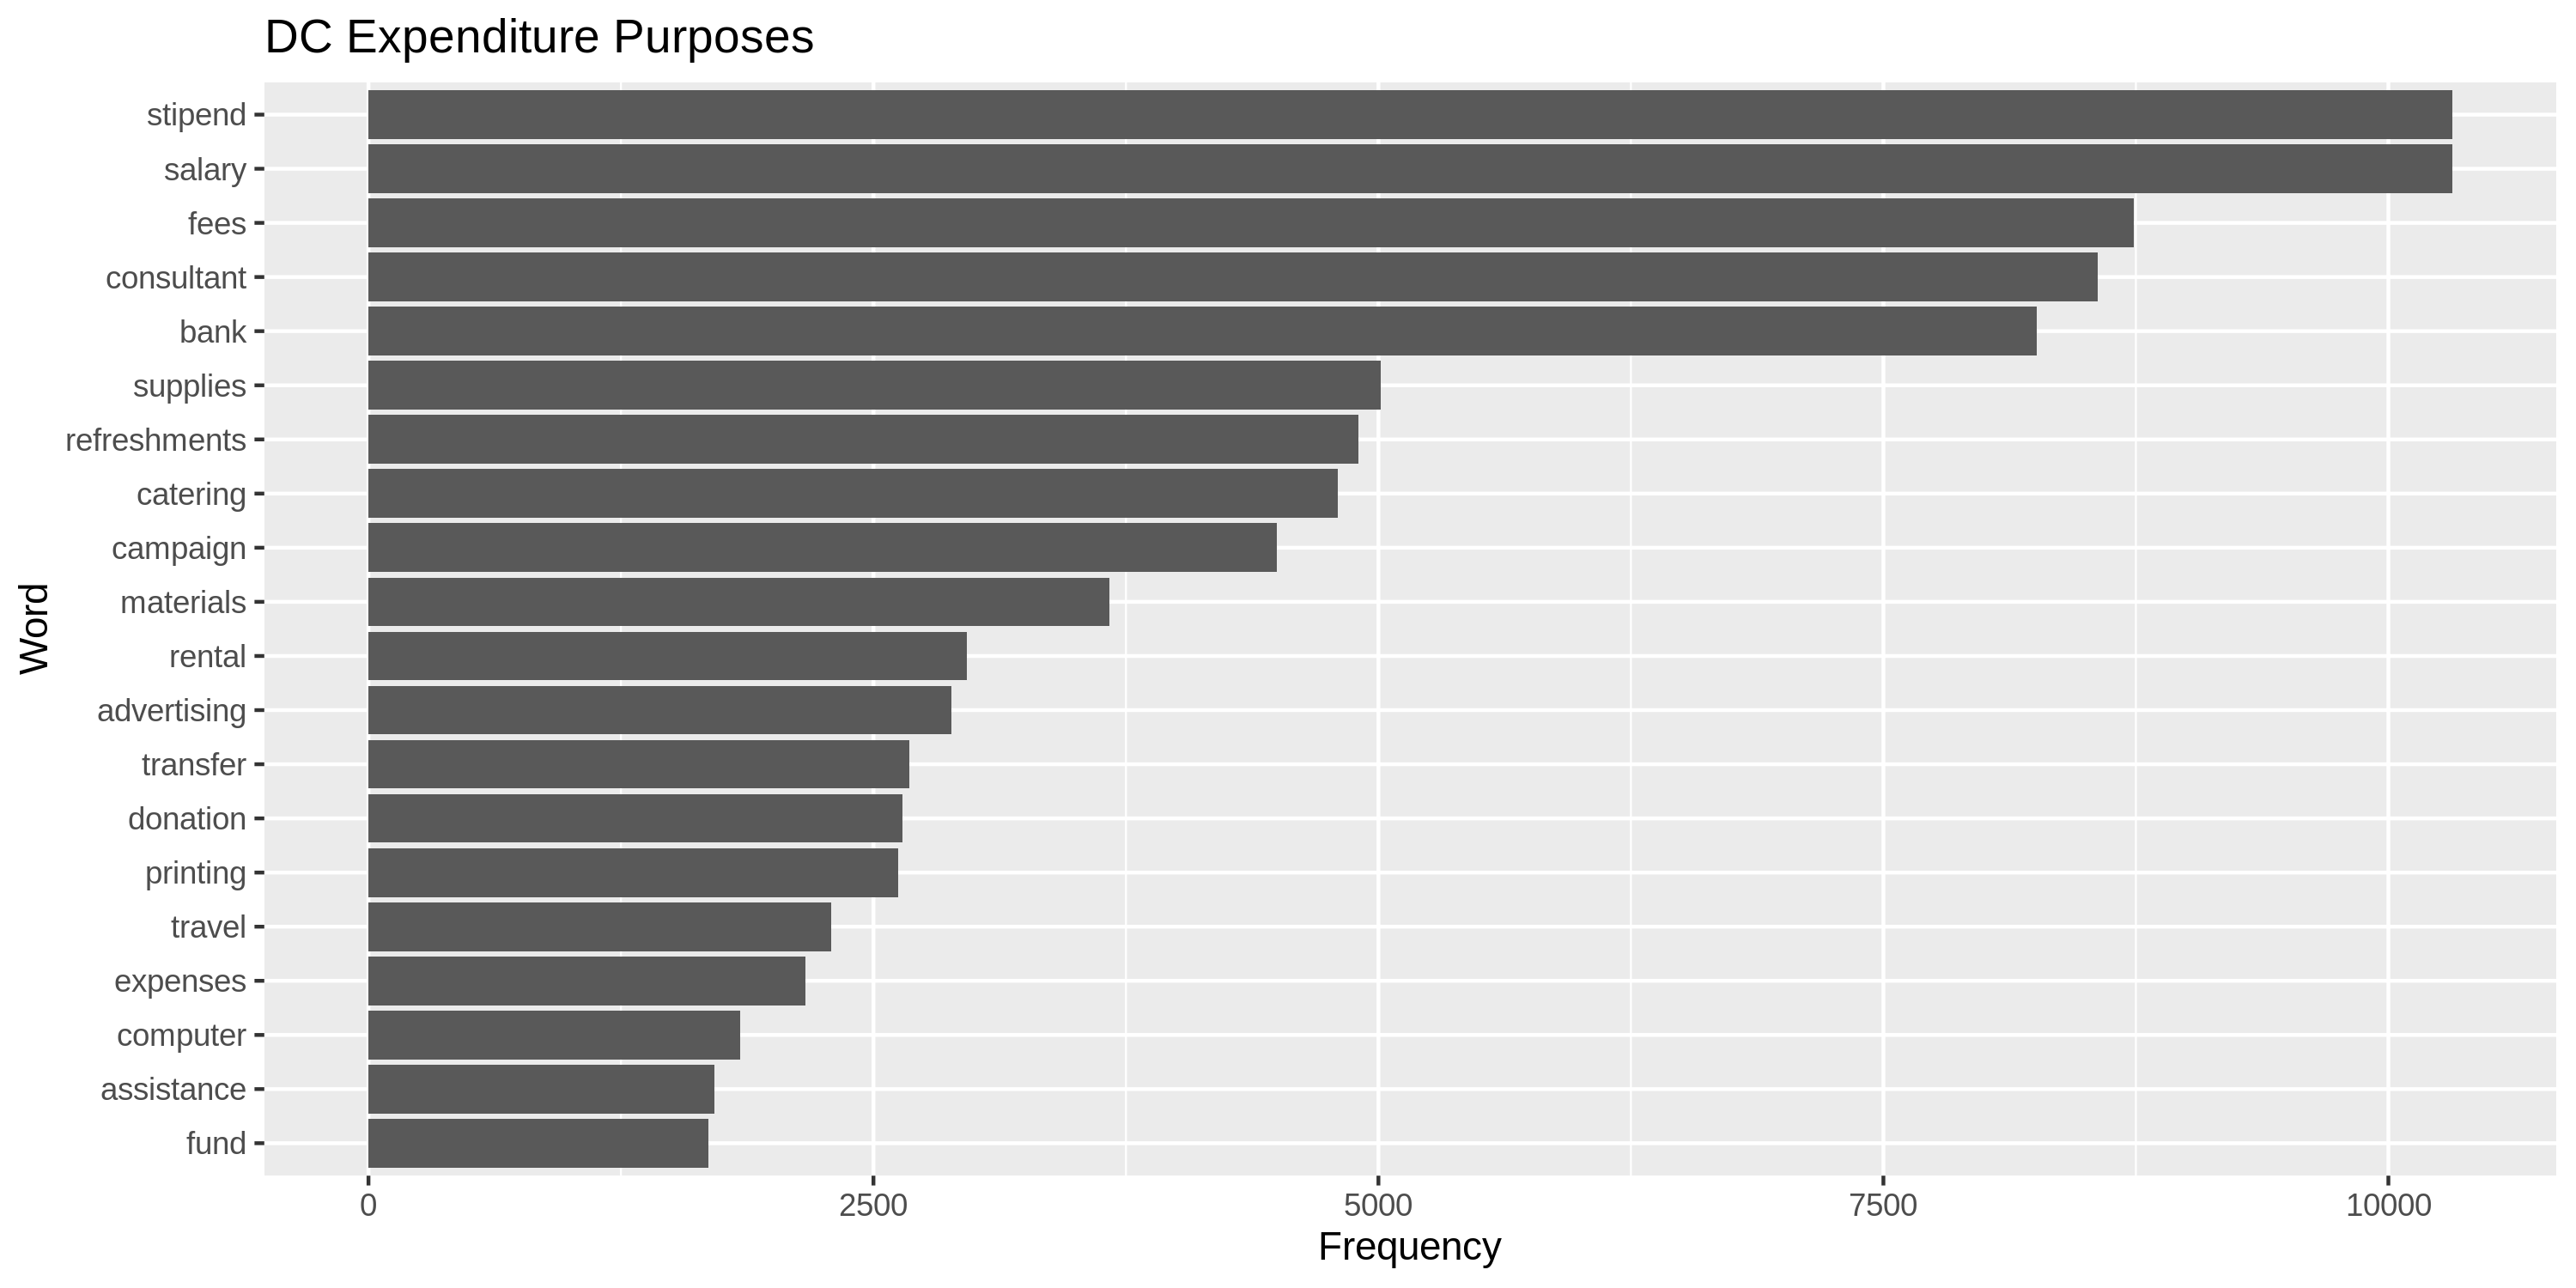 DC Expenditure Purposes
stipend
salary
fees
consultant
bank
supplies
refreshments
catering
campaign
materials
rental
advertising
transfer
donation
printing
travel
expenses
computer
assistance
fund
Word
0 2500 5000 7500 10000
Frequency